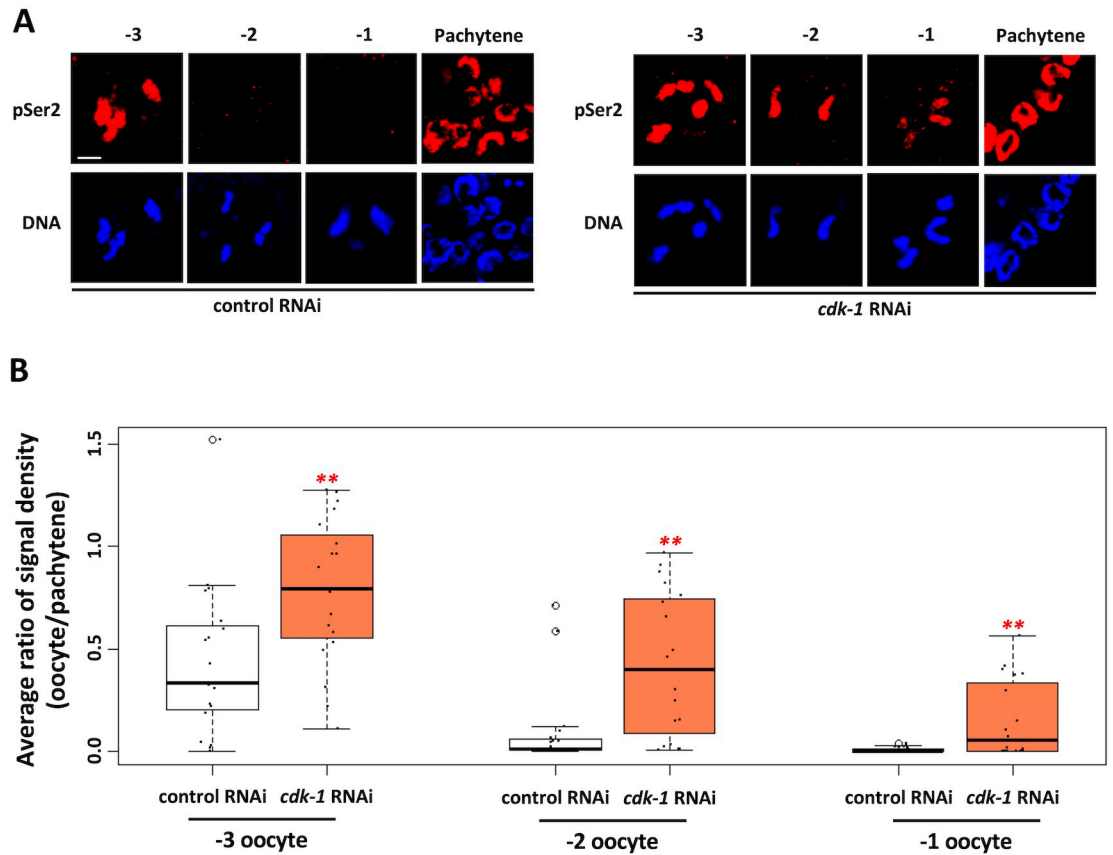 A
-3 -2 -1 Pachytene
-3 -2 -1 Pachytene
pSer2
pSer2
DNA
DNA
control RNAi
cdk-1 RNAi
B
Average ratio of signal density
(oocyte/pachytene)
1.5
1.0
0.5
0.0
**
**
**
control RNAi cdk-1 RNAi
control RNAi cdk-1 RNAi
control RNAi cdk-1 RNAi
-3 oocyte
-2 oocyte
-1 oocyte